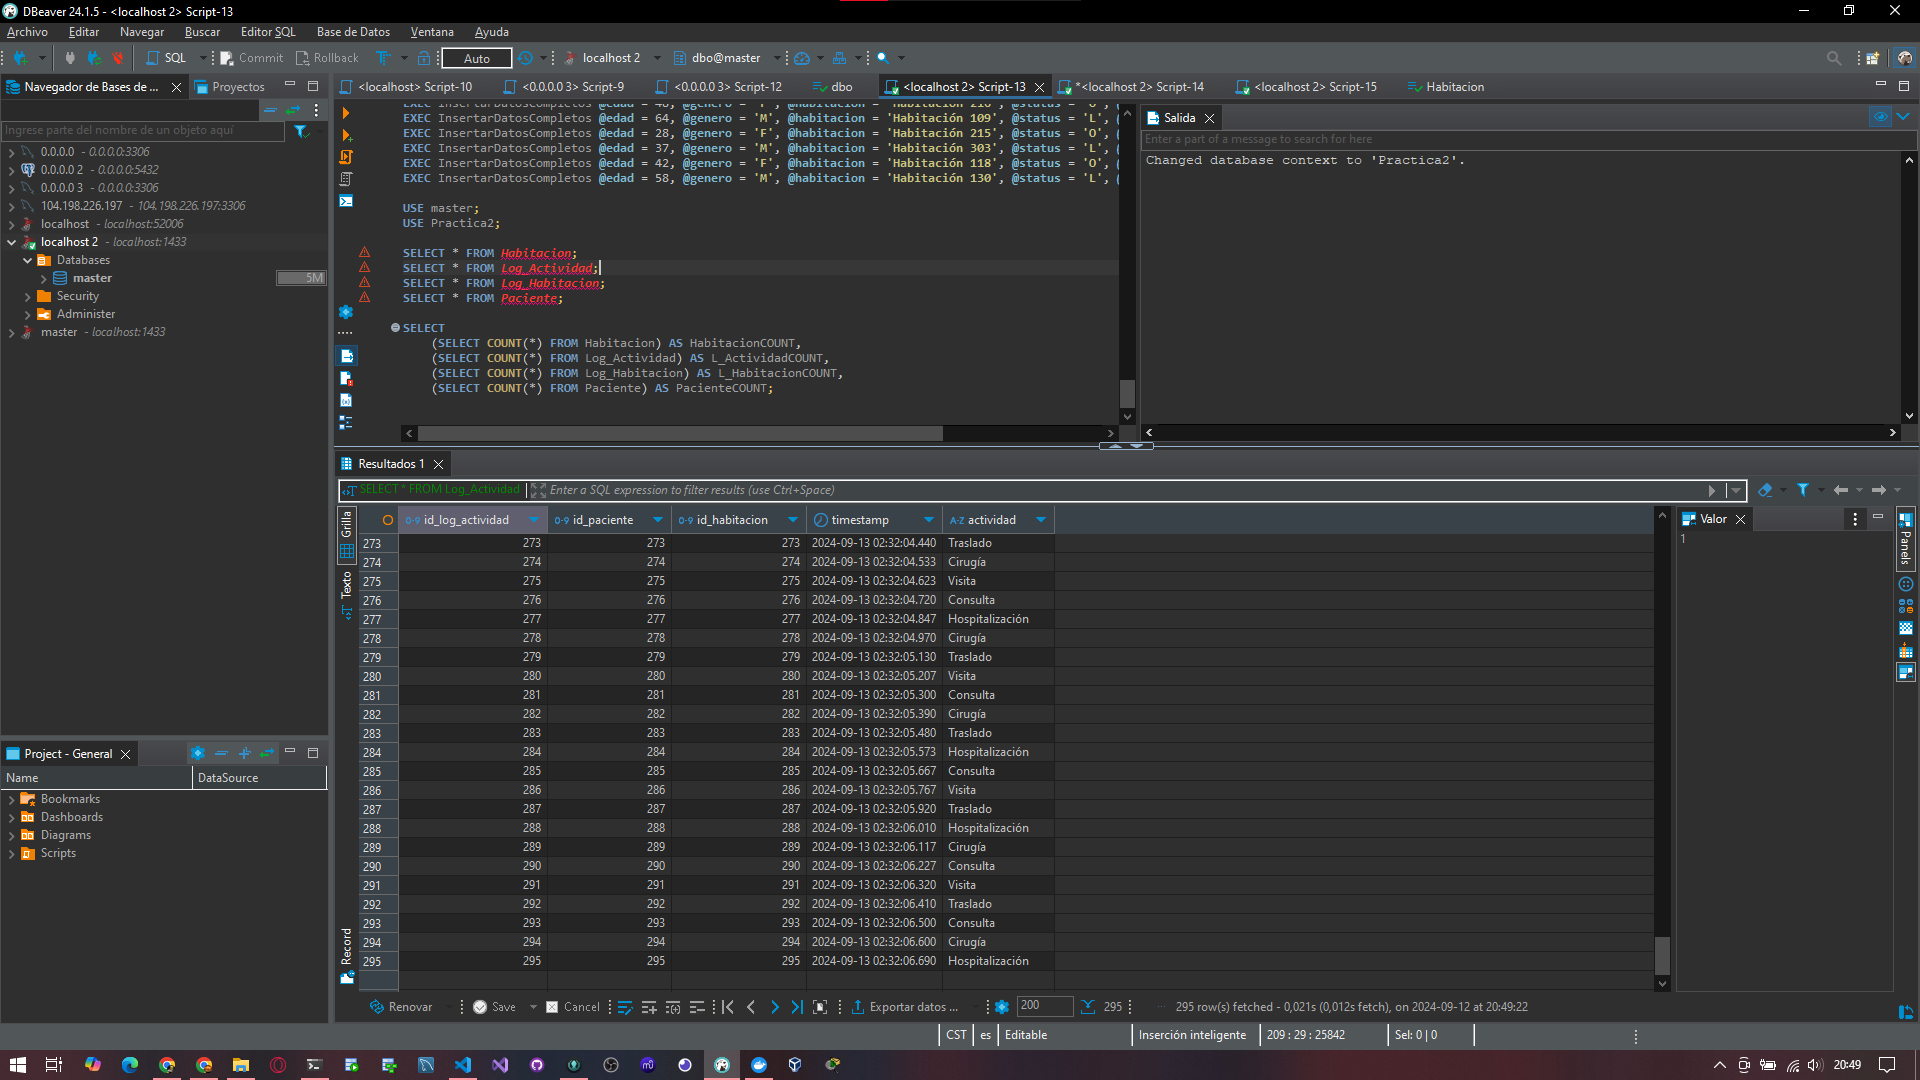 DBeaver 24.1.5 - <localhost 2> Script-13
Archivo Editar Navegar Buscar Editor SQL Base de Datos Ventana Ayuda
SQL Commit Rollback Auto localhost 2 dbo@master
Navegador de Bases de ... Proyectos
<localhost> Script-10 <0.0.0.0 3> Script-9 <0.0.0.0 3> Script-12 dbo <localhost 2> Script-13 *<localhost 2> Script-14 <localhost 2> Script-15 Habitacion
Ingrese parte del nombre de un objeto aquí
0.0.0.0 - 0.0.0.0:3306
0.0.0.0 2 - 0.0.0.0:5432
0.0.0.0 3 - 0.0.0.0:3306
104.198.226.197 - 104.198.226.197:3306
localhost - localhost:52006
localhost 2 - localhost:1433
Databases
master 5M
Security
Administer
master - localhost:1433
EXEC InsertarDatosCompletos @edad = 64, @genero = 'M', @habitacion = 'Habitación 109', @status = 'L',
EXEC InsertarDatosCompletos @edad = 28, @genero = 'F', @habitacion = 'Habitación 215', @status = 'O',
EXEC InsertarDatosCompletos @edad = 37, @genero = 'M', @habitacion = 'Habitación 303', @status = 'L',
EXEC InsertarDatosCompletos @edad = 42, @genero = 'F', @habitacion = 'Habitación 118', @status = 'O',
EXEC InsertarDatosCompletos @edad = 58, @genero = 'M', @habitacion = 'Habitación 130', @status = 'L',
USE master;
USE Practica2;
SELECT * FROM Habitacion;
SELECT * FROM Log_Actividad;
SELECT * FROM Log_Habitacion;
SELECT * FROM Paciente;
SELECT
(SELECT COUNT(*) FROM Habitacion) AS HabitacionCOUNT,
(SELECT COUNT(*) FROM Log_Actividad) AS L_ActividadCOUNT,
(SELECT COUNT(*) FROM Log_Habitacion) AS L_HabitacionCOUNT,
(SELECT COUNT(*) FROM Paciente) AS PacienteCOUNT;
Salida
Enter a part of a message to search for here
Changed database context to 'Practica2'.
Resultados 1
SELECT * FROM Log_Actividad Enter a SQL expression to filter results (use Ctrl+Space)
Grilla
Texto
Record
id_log_actividad id_paciente id_habitacion timestamp actividad
273 273 273 273 2024-09-13 02:32:04.440 Traslado
274 274 274 274 2024-09-13 02:32:04.533 Cirugía
275 275 275 275 2024-09-13 02:32:04.623 Visita
276 276 276 276 2024-09-13 02:32:04.720 Consulta
277 277 277 277 2024-09-13 02:32:04.847 Hospitalización
278 278 278 278 2024-09-13 02:32:04.970 Cirugía
279 279 279 279 2024-09-13 02:32:05.130 Traslado
280 280 280 280 2024-09-13 02:32:05.207 Visita
281 281 281 281 2024-09-13 02:32:05.300 Consulta
282 282 282 282 2024-09-13 02:32:05.390 Cirugía
283 283 283 283 2024-09-13 02:32:05.480 Traslado
284 284 284 284 2024-09-13 02:32:05.573 Hospitalización
285 285 285 285 2024-09-13 02:32:05.667 Consulta
286 286 286 286 2024-09-13 02:32:05.767 Visita
287 287 287 287 2024-09-13 02:32:05.920 Traslado
288 288 288 288 2024-09-13 02:32:06.010 Hospitalización
289 289 289 289 2024-09-13 02:32:06.117 Cirugía
290 290 290 290 2024-09-13 02:32:06.227 Consulta
291 291 291 291 2024-09-13 02:32:06.320 Visita
292 292 292 292 2024-09-13 02:32:06.410 Traslado
293 293 293 293 2024-09-13 02:32:06.500 Consulta
294 294 294 294 2024-09-13 02:32:06.600 Cirugía
295 295 295 295 2024-09-13 02:32:06.690 Hospitalización
Valor
1
Panels
Project - General
Name DataSource
Bookmarks
Dashboards
Diagrams
Scripts
Renovar Save Cancel Exportar datos ... 200 295 295 row(s) fetched - 0,021s (0,012s fetch), on 2024-09-12 at 20:49:22
CST es Editable Inserción inteligente 209 : 29 : 25842 Sel: 0 | 0
20:49